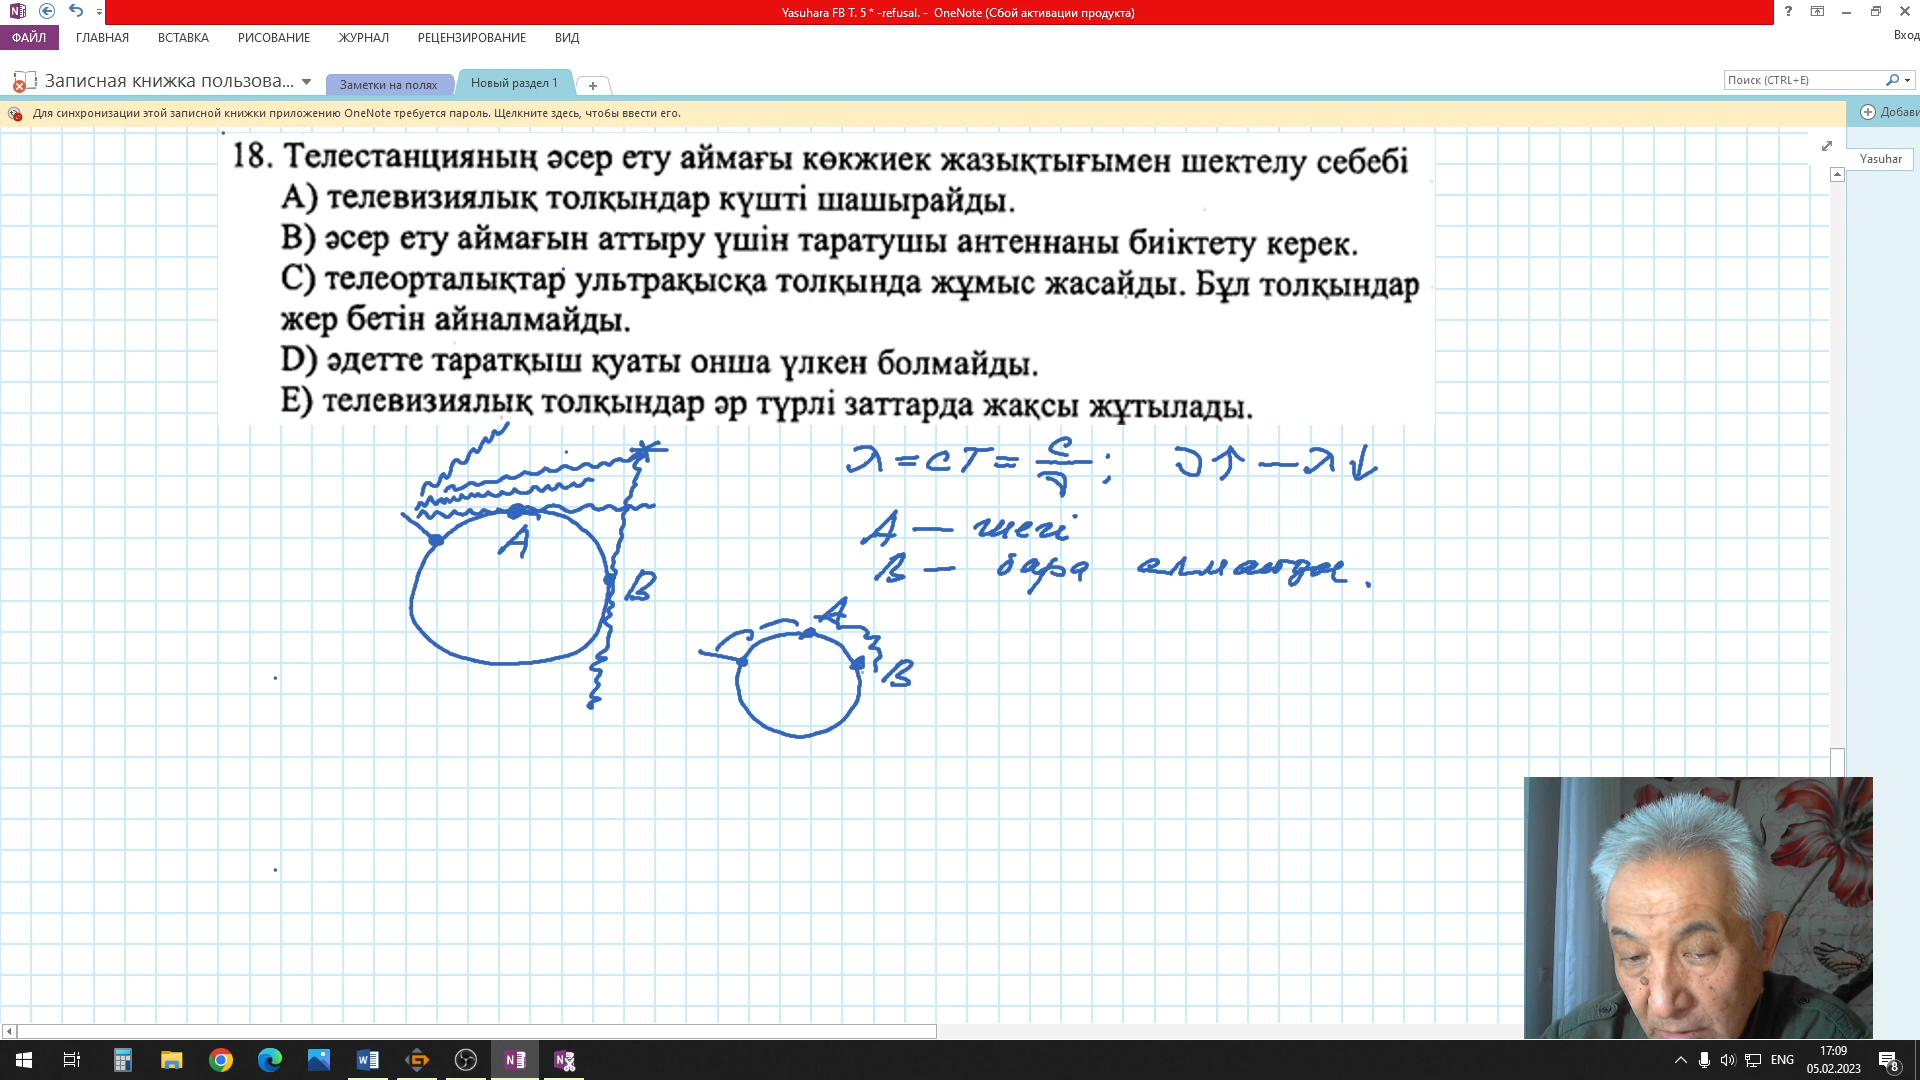 Yasuhara FB T. 5 * -refusal. - OneNote (Сбой активации продукта)
ФАЙЛ ГЛАВНАЯ ВСТАВКА РИСОВАНИЕ ЖУРНАЛ РЕЦЕНЗИРОВАНИЕ ВИД
Вход
Записная книжка пользова... Заметки на полях Новый раздел 1
Поиск (CTRL+E)
Для синхронизации этой записной книжки приложению OneNote требуется пароль. Щелкните здесь, чтобы ввести его.
Добави
Yasuhar
18. Телестанцияның әсер ету аймағы көкжиек жазықтығымен шектелу себебі
A) телевизиялық толқындар күшті шашырайды.
B) әсер ету аймағын аттыру үшін таратушы антеннаны биіктету керек.
C) телеорталықтар ультрақысқа толқында жұмыс жасайды. Бұл толқындар
жер бетін айналмайды.
D) әдетте таратқыш қуаты онша үлкен болмайды.
E) телевизиялық толқындар әр түрлі заттарда жақсы жұтылады.
λ = cT = c/ν ; ν↑ — λ↓
A — шегі
B — бара алмайды.
A
B
A
B
ENG
17:09
05.02.2023
8